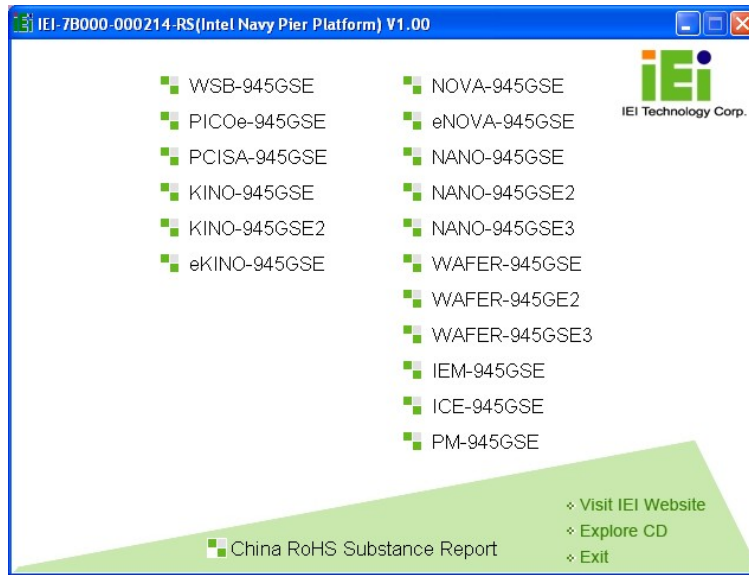 IEI-7B000-000214-RS(Intel Navy Pier Platform) V1.00
iEi
IEI Technology Corp.
WSB-945GSE
PICOe-945GSE
PCISA-945GSE
KINO-945GSE
KINO-945GSE2
eKINO-945GSE
NOVA-945GSE
eNOVA-945GSE
NANO-945GSE
NANO-945GSE2
NANO-945GSE3
WAFER-945GSE
WAFER-945GE2
WAFER-945GSE3
IEM-945GSE
ICE-945GSE
PM-945GSE
China RoHS Substance Report
Visit IEI Website
Explore CD
Exit